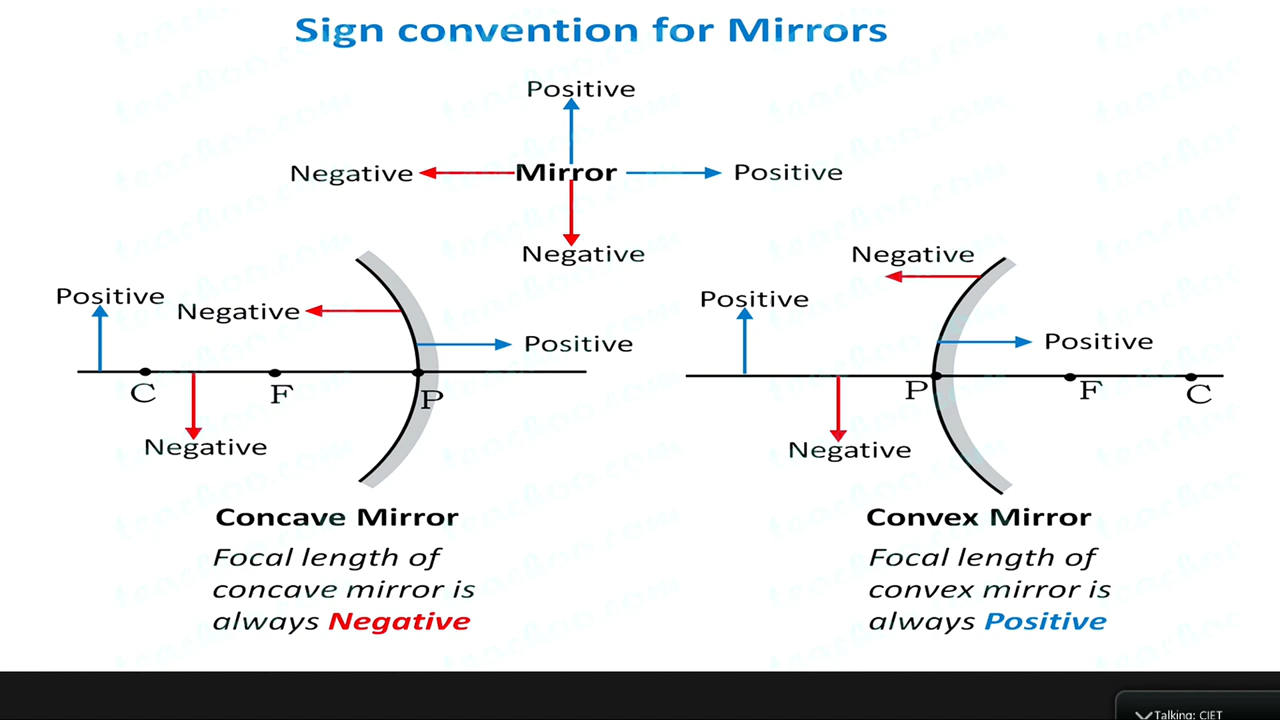 Sign convention for Mirrors
Positive
Negative Mirror Positive
Negative
Positive
Negative
Positive
C F P
Negative
Negative
Positive
Positive
P F C
Negative
Concave Mirror
Focal length of
concave mirror is
always Negative
Convex Mirror
Focal length of
convex mirror is
always Positive
Talking: CIET